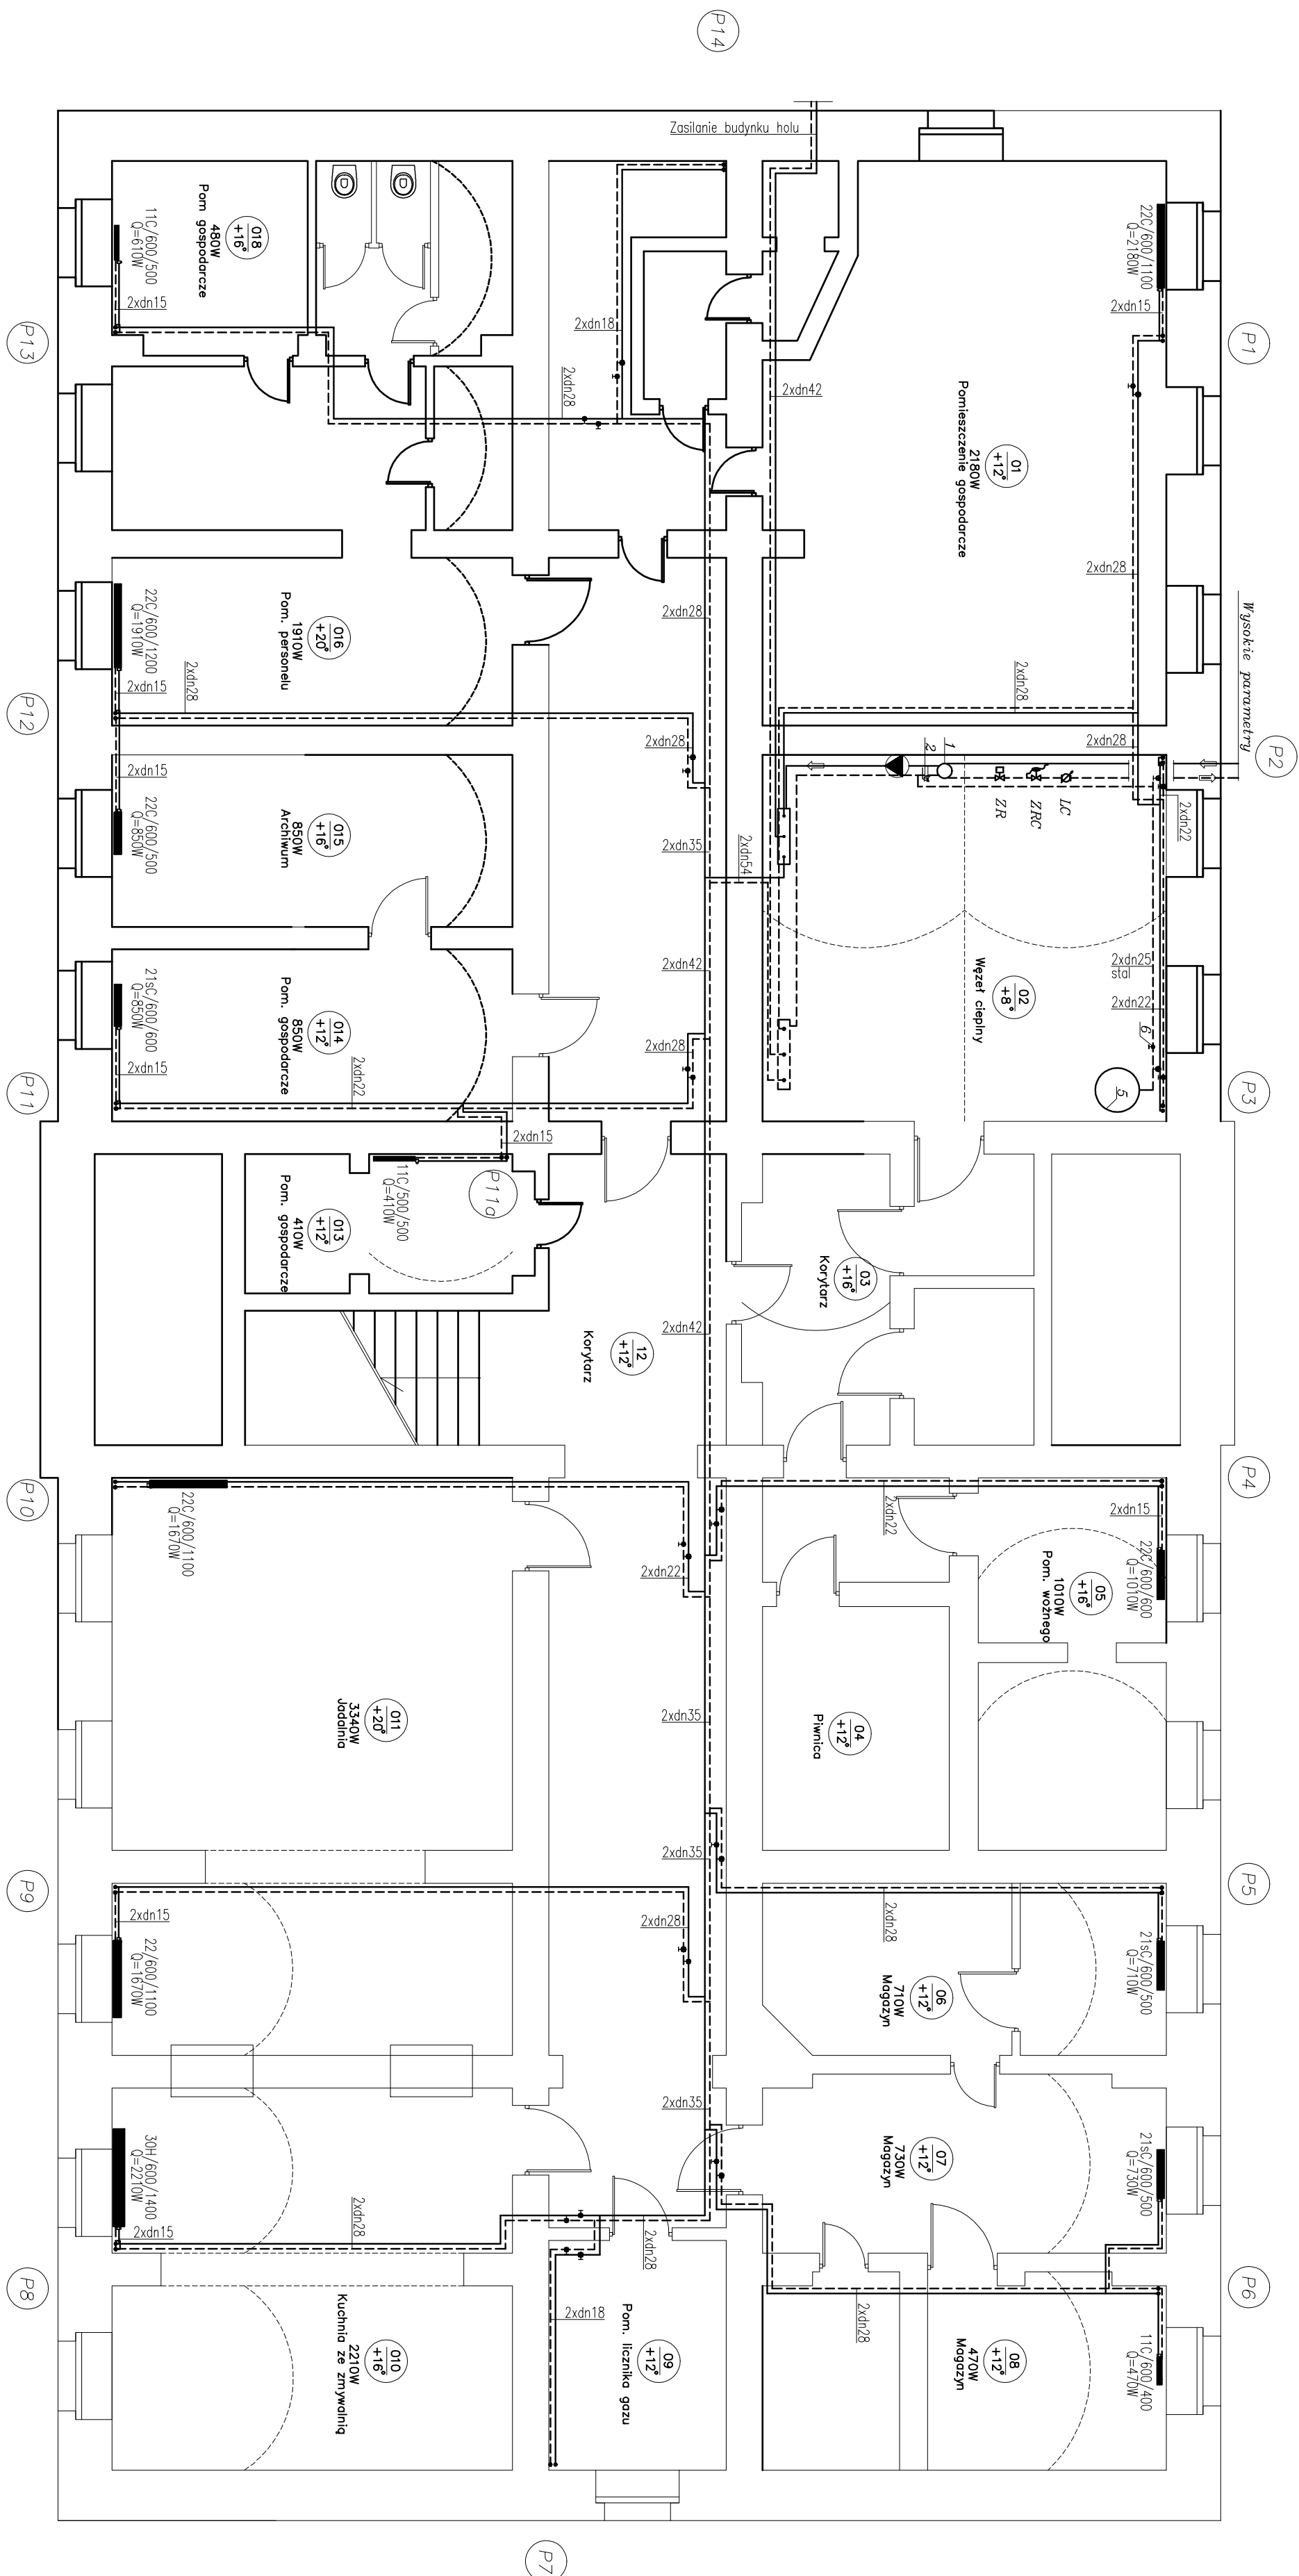 P14
Zasilanie budynku holu
22C/600/1100
Q=2180W
2xdn15
P1
01
+12°
2180W
Pomieszczenie gospodarcze
2xdn42
2xdn28
2xdn28
2xdn28
Wysokie parametry
P2
2xdn22
1
2
ZR
ZRC
LC
2xdn54
02
+8°
Węzeł cieplny
2xdn25
stal
2xdn22
6
5
P3
018
+16°
480W
Pom gospodarcze
11C/600/500
Q=610W
2xdn15
P13
2xdn18
2xdn28
2xdn28
016
+20°
1910W
Pom. personelu
22C/600/1200
Q=1910W
2xdn15
2xdn28
P12
2xdn28
2xdn15
015
+16°
850W
Archiwum
22C/600/500
Q=850W
2xdn35
2xdn42
014
+12°
850W
Pom. gospodarcze
21sC/600/600
Q=850W
2xdn15
2xdn22
2xdn28
P11
2xdn15
P11a
11C/500/500
Q=410W
013
+12°
410W
Pom. gospodarcze
03
+16°
Korytarz
12
+12°
Korytarz
2xdn42
P4
2xdn15
2xdn22
22C/600/600
Q=1010W
05
+16°
1010W
Pom. woźnego
P10
22C/600/1100
Q=1670W
2xdn22
04
+12°
Piwnica
011
+20°
3340W
Jadalnia
2xdn35
2xdn35
P5
2xdn28
21sC/600/500
Q=710W
06
+12°
710W
Magazyn
P9
2xdn15
22/600/1100
Q=1670W
2xdn28
2xdn35
07
+12°
730W
Magazyn
21sC/600/500
Q=730W
30H/600/1400
Q=2210W
2xdn15
2xdn28
2xdn28
P8
P6
2xdn28
2xdn18
09
+12°
Pom. licznika gazu
08
+12°
470W
Magazyn
11C/600/400
Q=470W
010
+16°
2210W
Kuchnia ze zmywalnią
P7